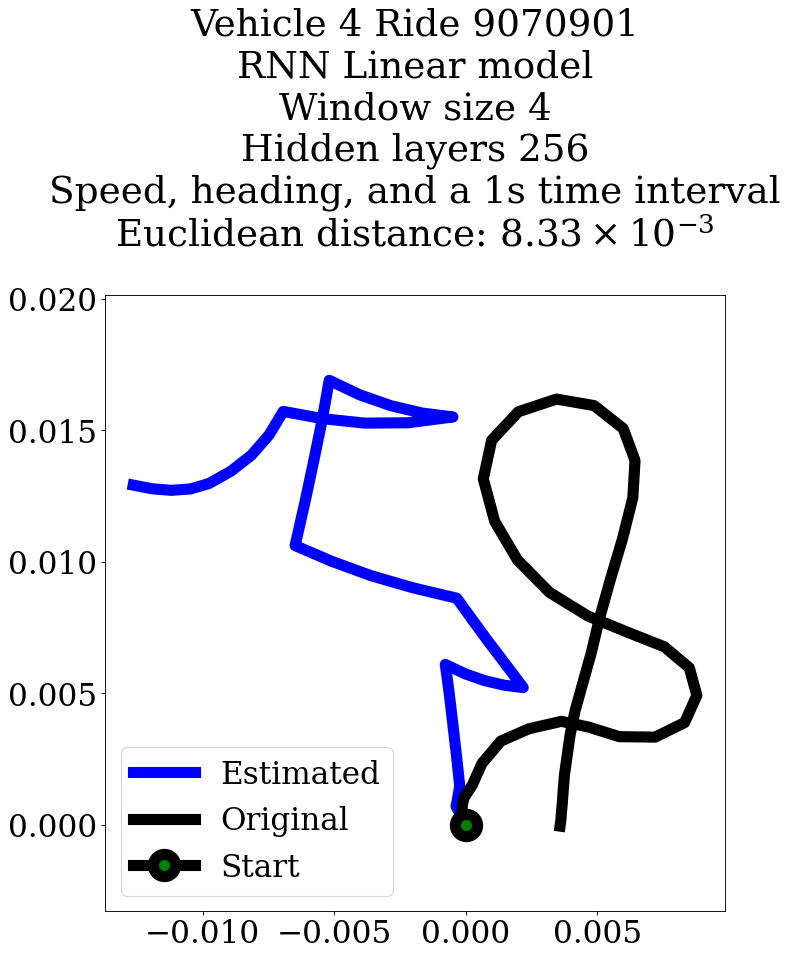 Vehicle 4 Ride 9070901
RNN Linear model
Window size 4
Hidden layers 256
Speed, heading, and a 1s time interval
Euclidean distance: 8.33 × 10⁻³
0.020
0.015
0.010
0.005
0.000
Estimated
Original
Start
−0.010 −0.005 0.000 0.005